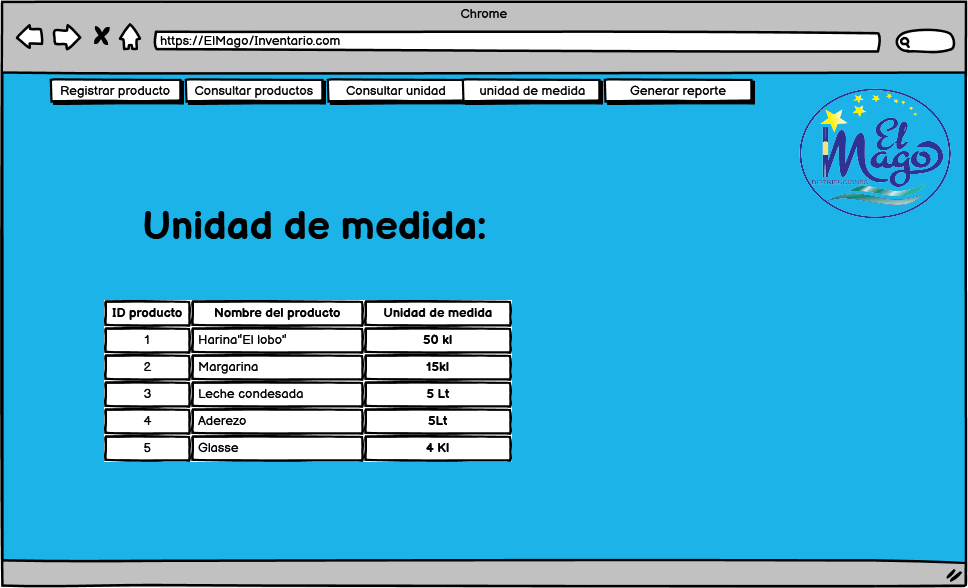 Chrome
https://ElMago/Inventario.com
Registrar producto Consultar productos Consultar unidad unidad de medida Generar reporte
El
Mago
DISTRIBUCIONES
Unidad de medida:
ID producto Nombre del producto Unidad de medida
1 Harina"El lobo" 50 kl
2 Margarina 15kl
3 Leche condesada 5 Lt
4 Aderezo 5Lt
5 Glasse 4 Kl